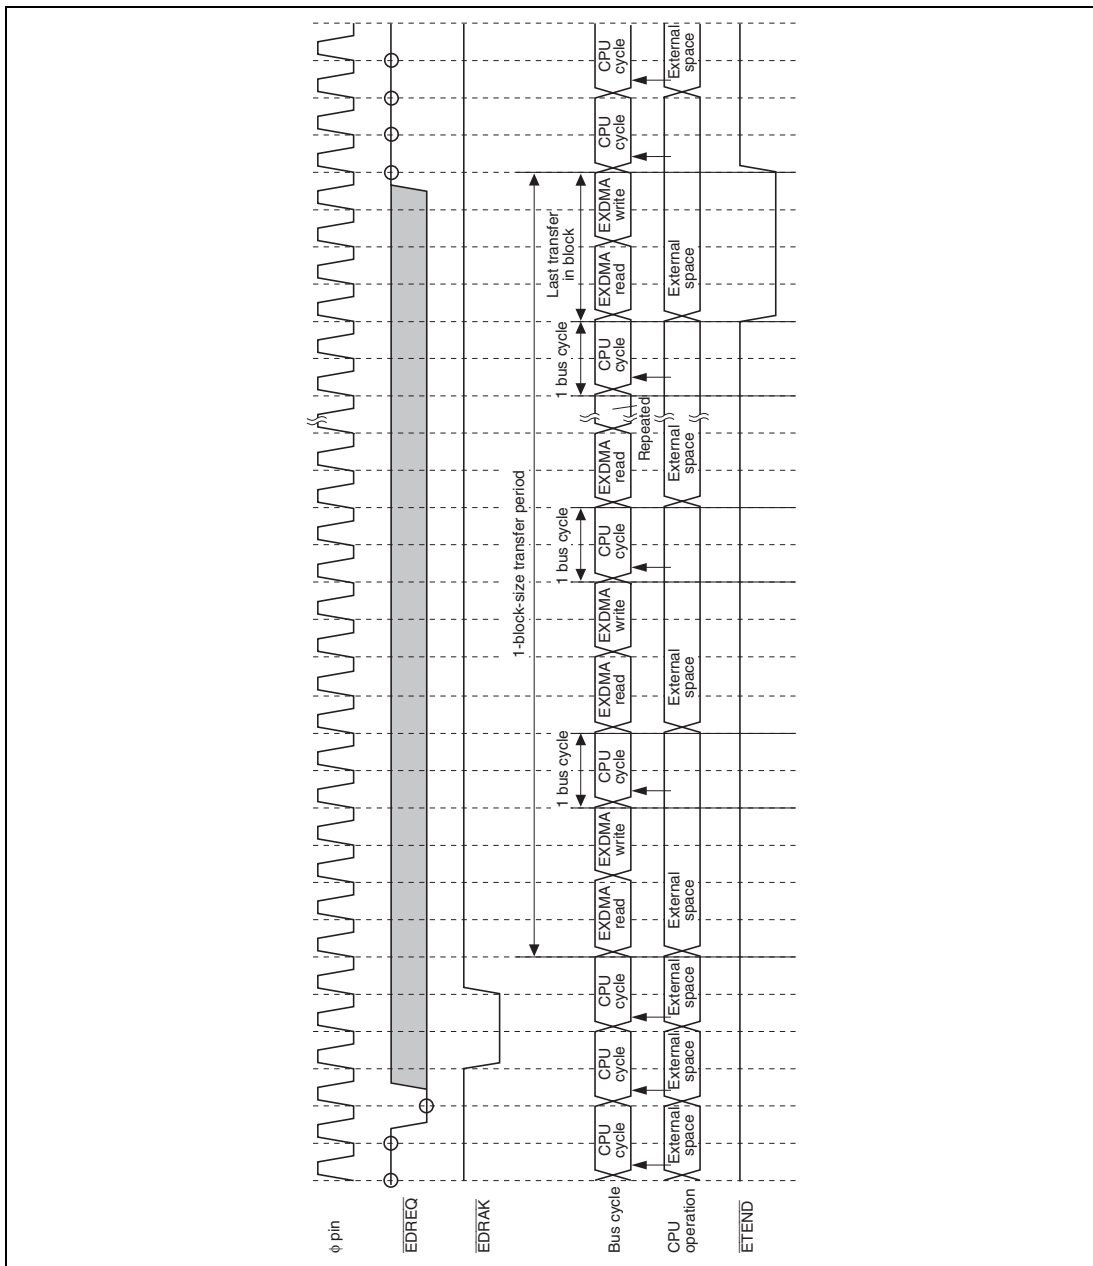 φ pin
EDREQ
EDRAK
1-block-size transfer period
1 bus cycle
1 bus cycle
1 bus cycle
Last transfer
in block
Bus cycle
CPU
cycle
CPU
cycle
CPU
cycle
EXDMA
read
EXDMA
write
CPU
cycle
EXDMA
read
EXDMA
write
CPU
cycle
EXDMA
read
Repeated
CPU
cycle
EXDMA
read
EXDMA
write
CPU
cycle
CPU
cycle
CPU
operation
External
space
External
space
External
space
External
space
External
space
External
space
External
space
External
space
ETEND